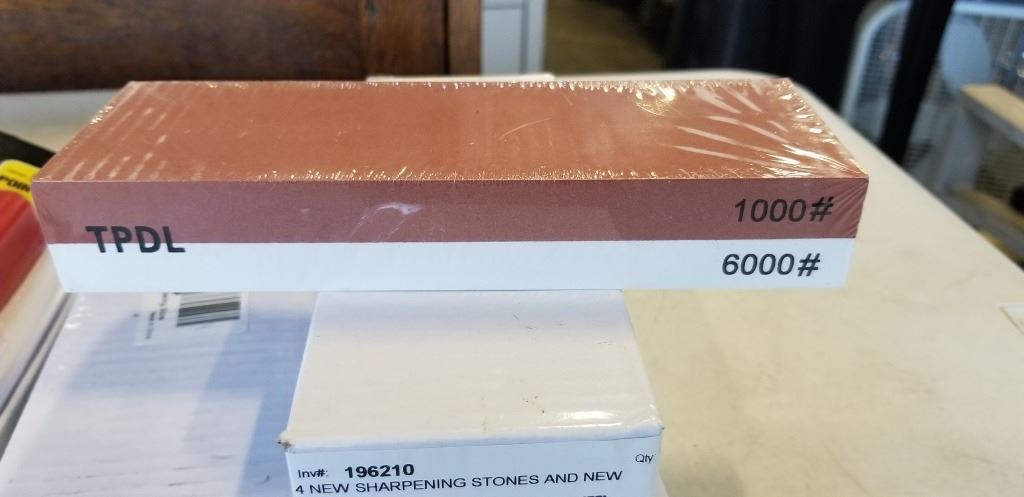 1000#
TPDL
6000#
Inv#: 196210
Qty
4 NEW SHARPENING STONES AND NEW